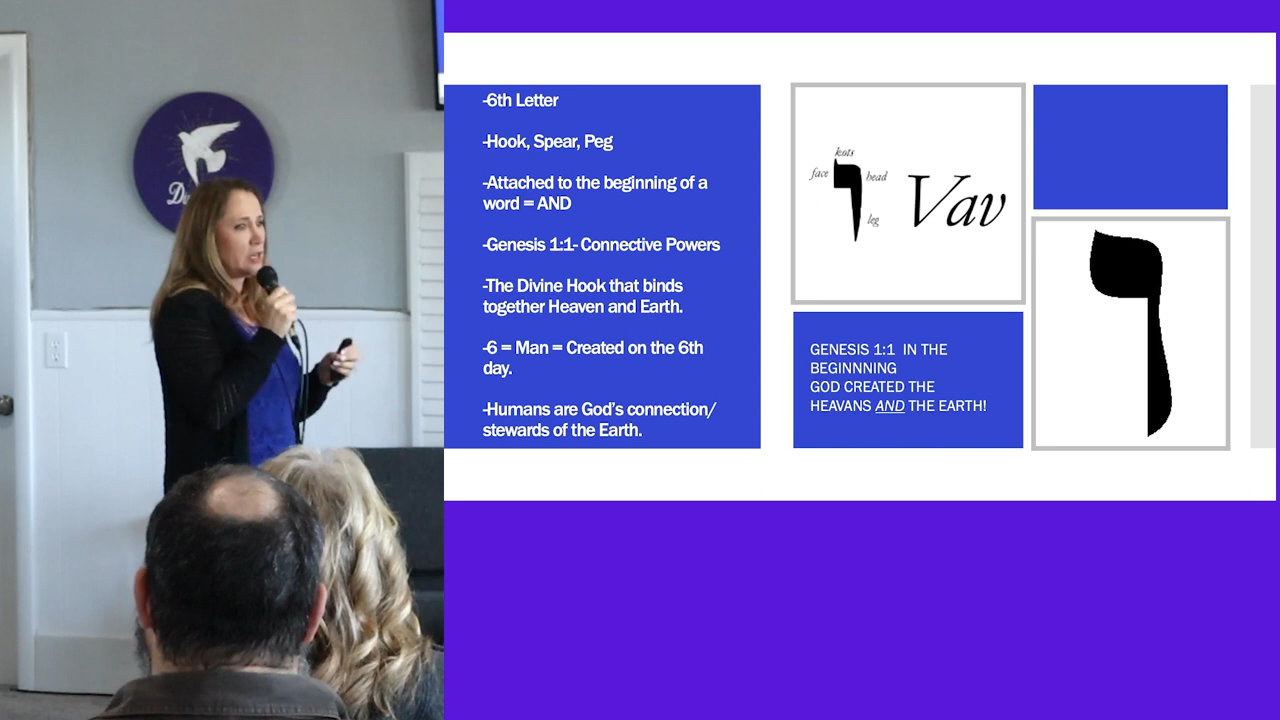 -6th Letter
-Hook, Spear, Peg
-Attached to the beginning of a
word = AND
-Genesis 1:1- Connective Powers
-The Divine Hook that binds
together Heaven and Earth.
-6 = Man = Created on the 6th
day.
-Humans are God's connection/
stewards of the Earth.
keots
face
head
leg
Vav
GENESIS 1:1 IN THE
BEGINNNING
GOD CREATED THE
HEAVANS AND THE EARTH!
ו
ו